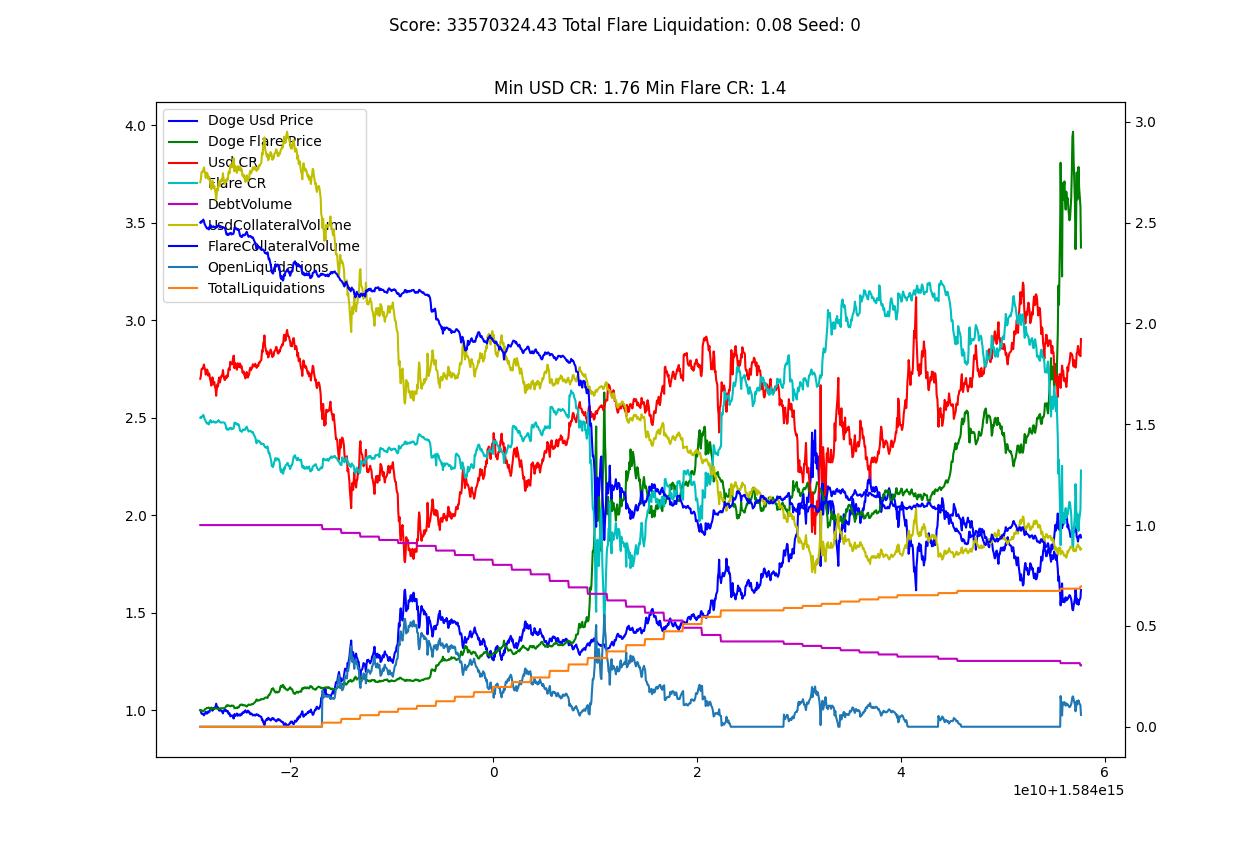 Score: 33570324.43 Total Flare Liquidation: 0.08 Seed: 0
Min USD CR: 1.76 Min Flare CR: 1.4
Doge Usd Price
Doge Flare Price
Usd CR
Flare CR
DebtVolume
UsdCollateralVolume
FlareCollateralVolume
OpenLiquidations
TotalLiquidations
4.0
3.5
3.0
2.5
2.0
1.5
1.0
3.0
2.5
2.0
1.5
1.0
0.5
0.0
−2
0
2
4
6
1e10+1.584e15